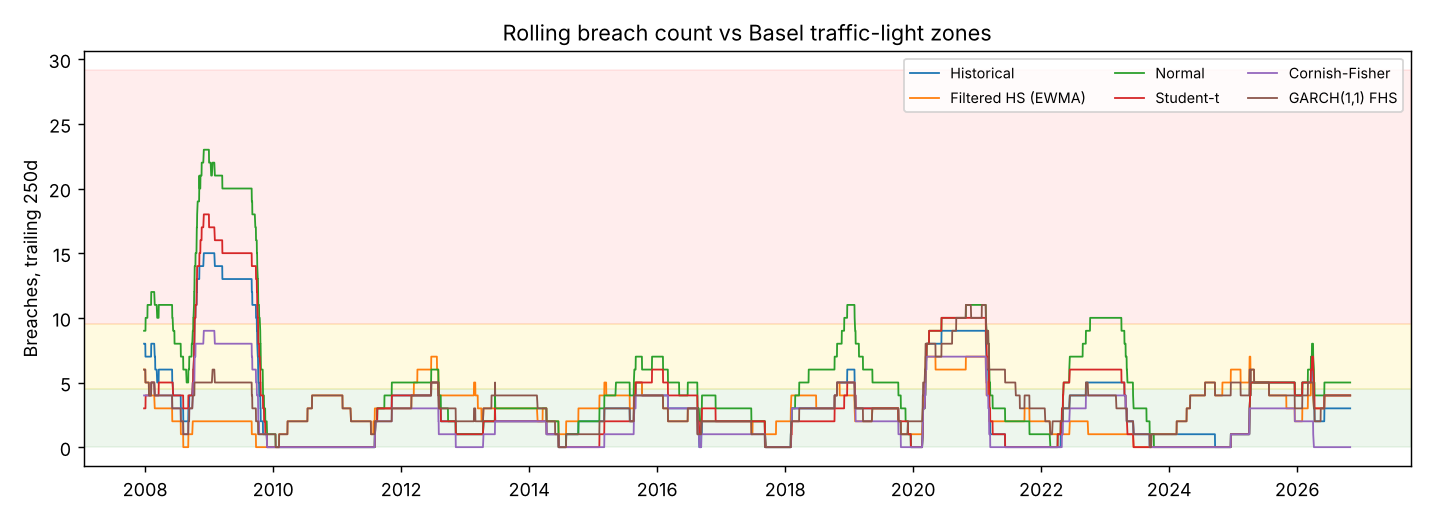 Rolling breach count vs Basel traffic-light zones
Breaches, trailing 250d
30
25
20
15
10
5
0
Historical
Filtered HS (EWMA)
Normal
Student-t
Cornish-Fisher
GARCH(1,1) FHS
2008 2010 2012 2014 2016 2018 2020 2022 2024 2026